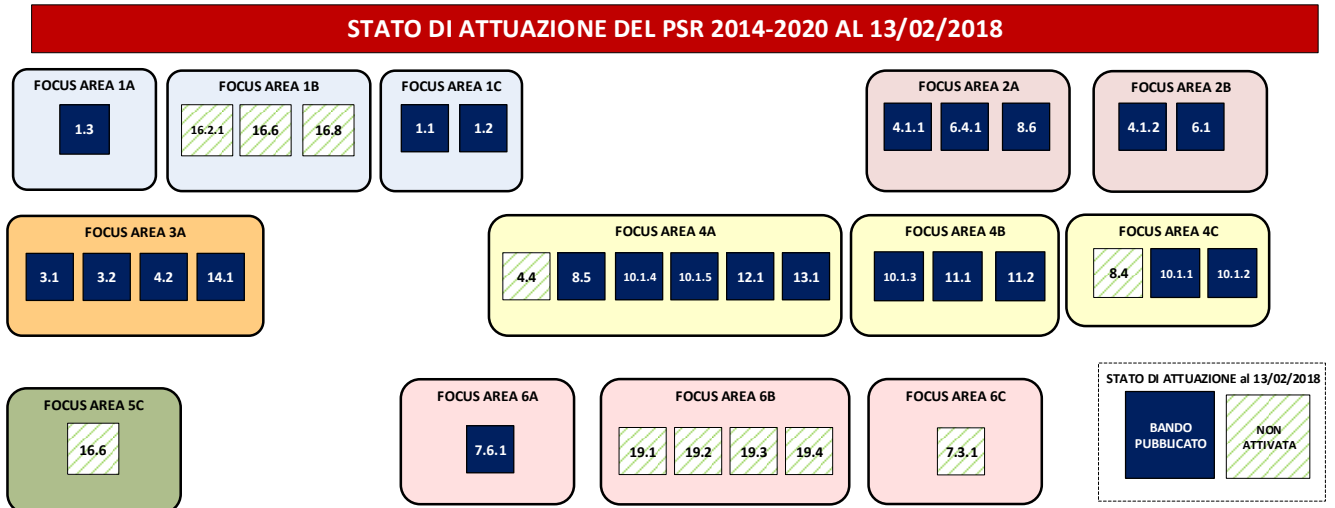 STATO DI ATTUAZIONE DEL PSR 2014-2020 AL 13/02/2018
FOCUS AREA 1A
1.3
FOCUS AREA 1B
16.2.1 16.6 16.8
FOCUS AREA 1C
1.1 1.2
FOCUS AREA 2A
4.1.1 6.4.1 8.6
FOCUS AREA 2B
4.1.2 6.1
FOCUS AREA 3A
3.1 3.2 4.2 14.1
FOCUS AREA 4A
4.4 8.5 10.1.4 10.1.5 12.1 13.1
FOCUS AREA 4B
10.1.3 11.1 11.2
FOCUS AREA 4C
8.4 10.1.1 10.1.2
FOCUS AREA 5C
16.6
FOCUS AREA 6A
7.6.1
FOCUS AREA 6B
19.1 19.2 19.3 19.4
FOCUS AREA 6C
7.3.1
STATO DI ATTUAZIONE al 13/02/2018
BANDO
PUBBLICATO
NON
ATTIVATA